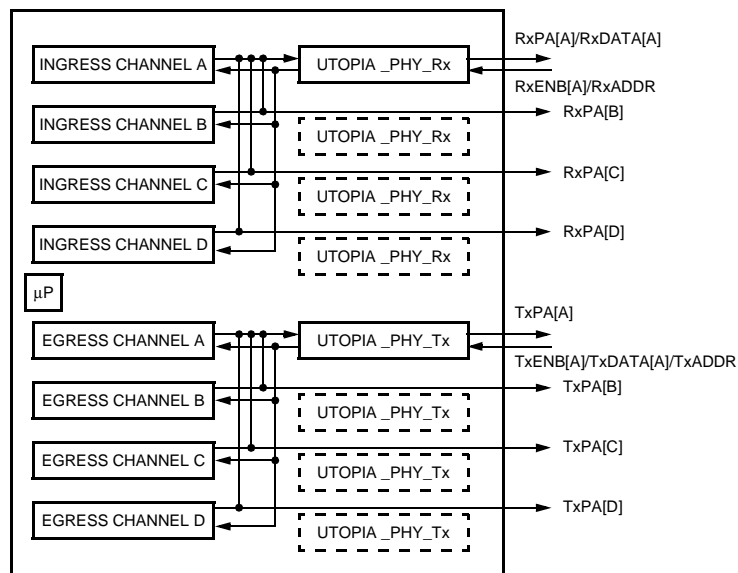 RxPA[A]/RxDATA[A]
INGRESS CHANNEL A
UTOPIA _PHY_Rx
RxENB[A]/RxADDR
RxPA[B]
INGRESS CHANNEL B
UTOPIA _PHY_Rx
RxPA[C]
INGRESS CHANNEL C
UTOPIA _PHY_Rx
RxPA[D]
INGRESS CHANNEL D
UTOPIA _PHY_Rx
µP
TxPA[A]
EGRESS CHANNEL A
UTOPIA _PHY_Tx
TxENB[A]/TxDATA[A]/TxADDR
TxPA[B]
EGRESS CHANNEL B
UTOPIA _PHY_Tx
TxPA[C]
EGRESS CHANNEL C
UTOPIA _PHY_Tx
TxPA[D]
EGRESS CHANNEL D
UTOPIA _PHY_Tx